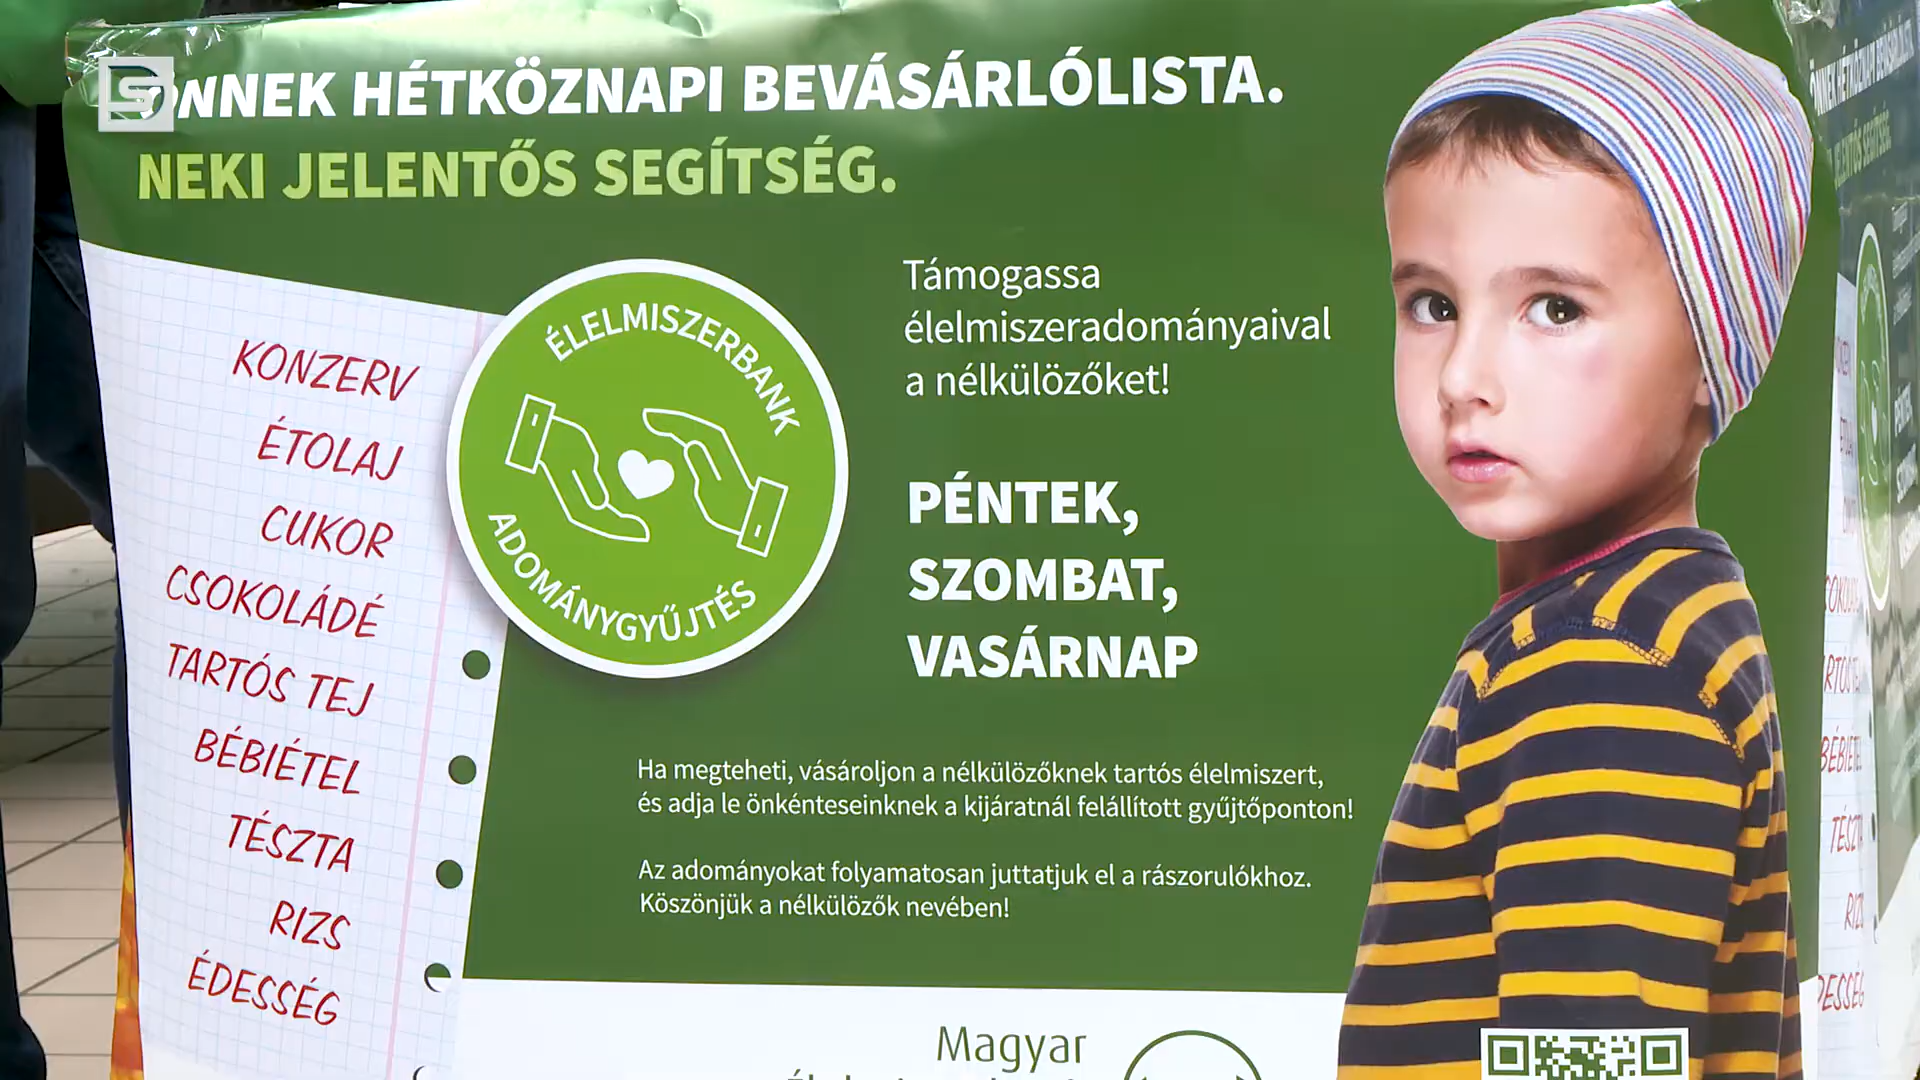 ÖNNEK HÉTKÖZNAPI BEVÁSÁRLÓLISTA.
NEKI JELENTŐS SEGÍTSÉG.
KONZERV
ÉTOLAJ
CUKOR
CSOKOLÁDÉ
TARTÓS TEJ
BÉBIÉTEL
TÉSZTA
RIZS
ÉDESSÉG
ÉLELMISZERBANK
ADOMÁNYGYŰJTÉS
Támogassa
élelmiszeradományaival
a nélkülözőket!
PÉNTEK,
SZOMBAT,
VASÁRNAP
Ha megteheti, vásároljon a nélkülözőknek tartós élelmiszert,
és adja le önkénteseinknek a kijáratnál felállított gyűjtőponton!
Az adományokat folyamatosan juttatjuk el a rászorulókhoz.
Köszönjük a nélkülözők nevében!
Magyar